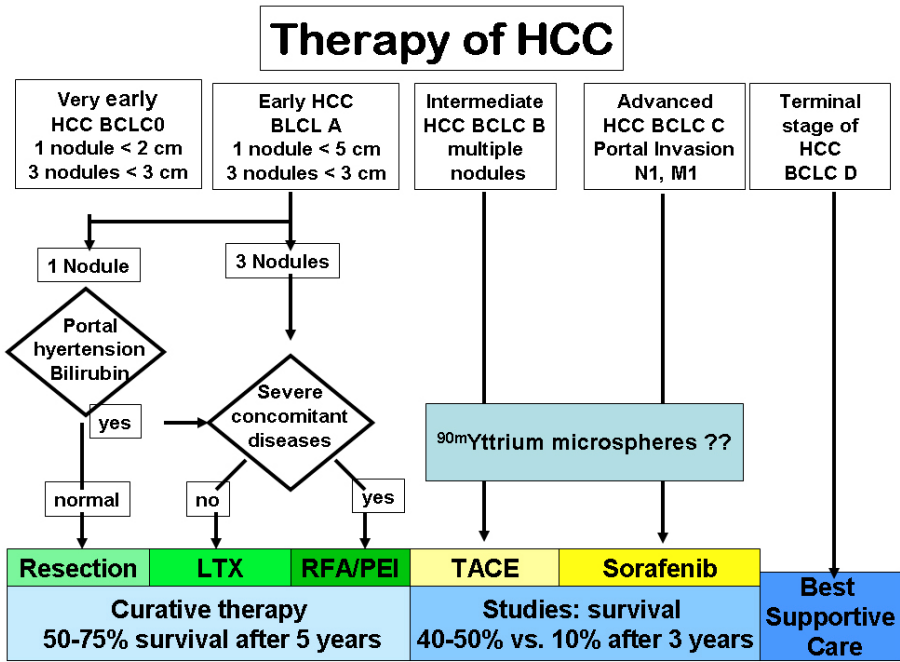 Therapy of HCC
Very early
HCC BCLC0
1 nodule < 2 cm
3 nodules < 3 cm
Early HCC
BLCL A
1 nodule < 5 cm
3 nodules < 3 cm
Intermediate
HCC BCLC B
multiple
nodules
Advanced
HCC BCLC C
Portal Invasion
N1, M1
Terminal
stage of
HCC
BCLC D
1 Nodule
3 Nodules
Portal
hyertension
Bilirubin
yes
Severe
concomitant
diseases
90mYttrium microspheres ??
normal
no
yes
Resection
LTX
RFA/PEI
TACE
Sorafenib
Curative therapy
50-75% survival after 5 years
Studies: survival
40-50% vs. 10% after 3 years
Best
Supportive
Care